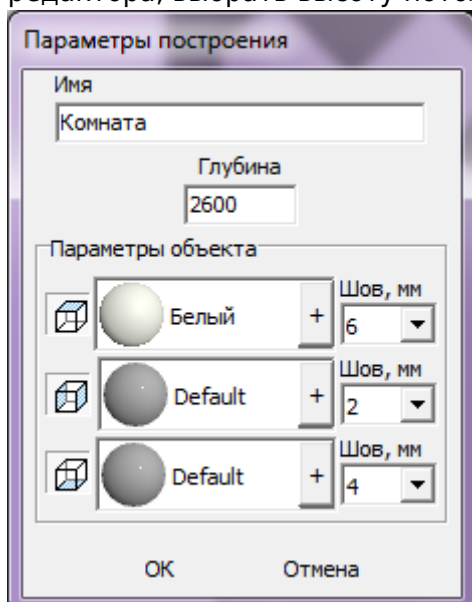 редактора, выбрать высоту
Параметры построения
Имя
Комната
Глубина
2600
Параметры объекта
Белый + Шов, мм 6
Default + Шов, мм 2
Default + Шов, мм 4
ОК Отмена